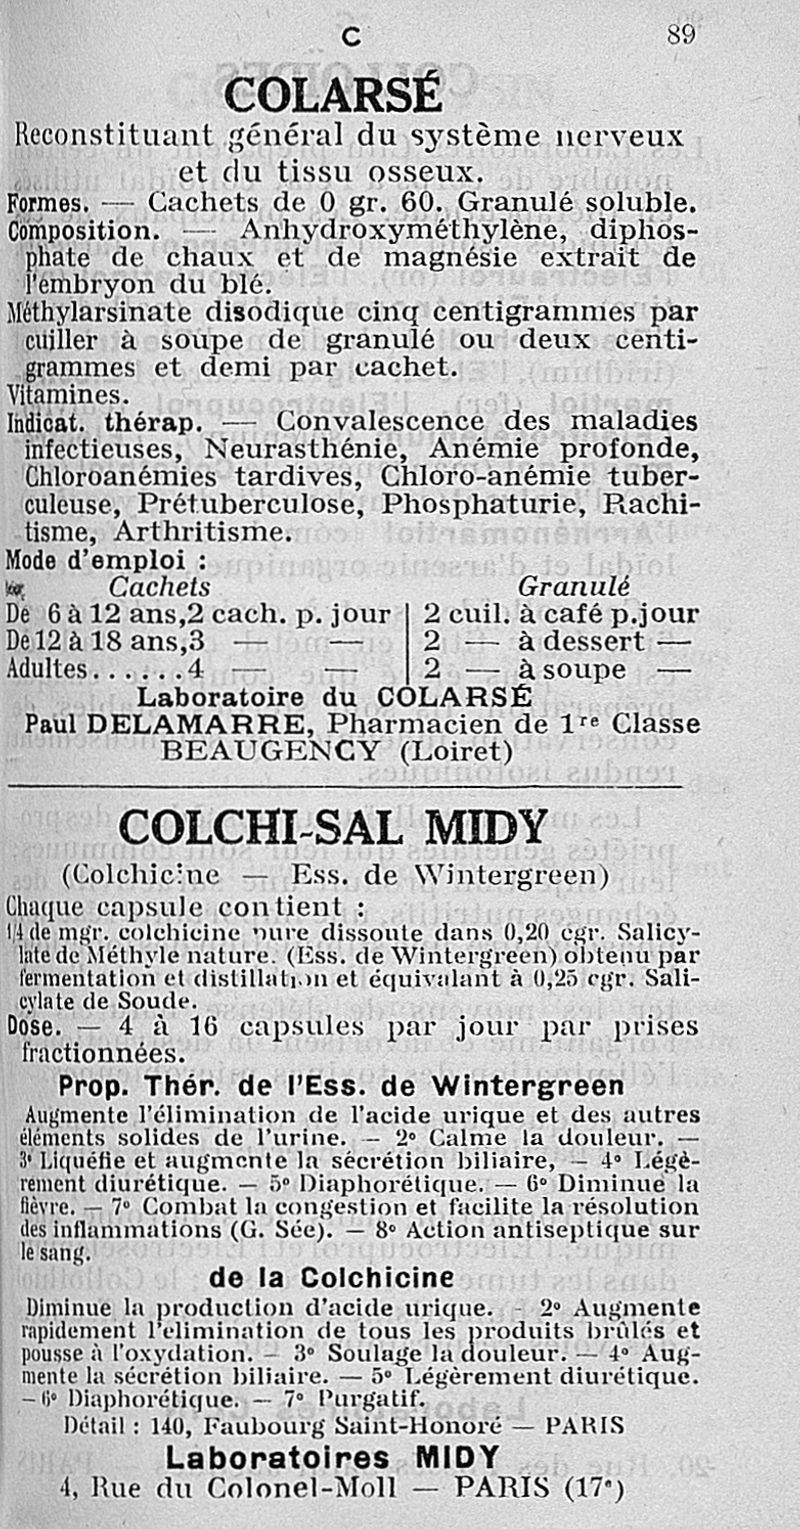 C 89
COLARSÉ
Reconstituant général du système nerveux
et du tissu osseux.
Formes. — Cachets de 0 gr. 60. Granulé soluble.
Composition. — Anhydroxyméthylène, diphos-
phate de chaux et de magnésie extrait de
l'embryon du blé.
Méthylarsinate disodique cinq centigrammes par
cuiller à soupe de granulé ou deux centi-
grammes et demi par cachet.
Vitamines.
Indicat. thérap. — Convalescence des maladies
infectieuses, Neurasthénie, Anémie profonde,
Chloroanémies tardives, Chloro-anémie tuber-
culeuse, Prétuberculose, Phosphaturie, Rachi-
tisme, Arthritisme.
Mode d'emploi :
Cachets Granulé
De 6 à 12 ans,2 cach. p. jour 2 cuil. à café p.jour
De 12 à 18 ans,3 — — 2 — à dessert —
Adultes......4 — — 2 — à soupe —
Laboratoire du COLARSÉ
Paul DELAMARRE, Pharmacien de 1re Classe
BEAUGENCY (Loiret)
COLCHI-SAL MIDY
(Colchicine — Ess. de Wintergreen)
Chaque capsule contient :
1/4 de mgr. colchicine pure dissoute dans 0,20 cgr. Salicy-
late de Méthyle nature. (Ess. de Wintergreen) obtenu par
fermentation et distillation et équivalant à 0,25 cgr. Sali-
cylate de Soude.
Dose. — 4 à 16 capsules par jour par prises
fractionnées.
Prop. Thér. de l'Ess. de Wintergreen
Augmente l'élimination de l'acide urique et des autres
éléments solides de l'urine. — 2° Calme la douleur. —
3° Liquéfie et augmente la sécrétion biliaire, — 4° Légè-
rement diurétique. — 5° Diaphorétique. — 6° Diminue la
fièvre. — 7° Combat la congestion et facilite la résolution
des inflammations (G. Sée). — 8° Action antiseptique sur
le sang.
de la Colchicine
Diminue la production d'acide urique. - 2° Augmente
rapidement l'elimination de tous les produits brûlés et
pousse à l'oxydation. — 3° Soulage la douleur. — 4° Aug-
mente la sécrétion biliaire. — 5° Légèrement diurétique.
— 6° Diaphorétique. — 7° Purgatif.
Détail : 140, Faubourg Saint-Honoré — PARIS
Laboratoires MIDY
4, Rue du Colonel-Moll — PARIS (17e)